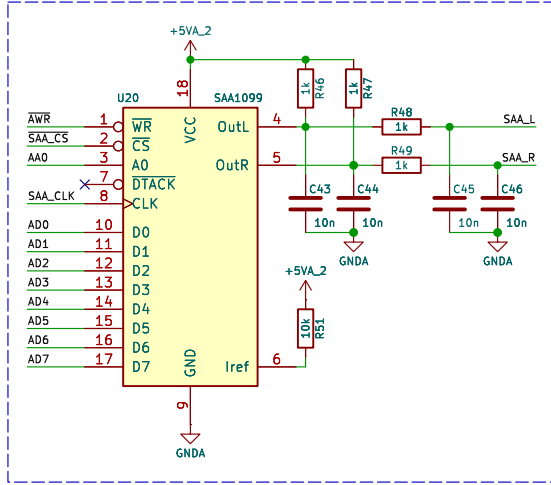 +5VA_2
U20
SAA1099
18
VCC
R46
1k
R47
1k
AWR
1
WR
SAA_CS
2
CS
AA0
3
A0
7
DTACK
SAA_CLK
8
CLK
OutL
4
R48
1k
SAA_L
OutR
5
R49
1k
SAA_R
C43
10n
C44
10n
C45
10n
C46
10n
GNDA
GNDA
AD0
10
D0
AD1
11
D1
AD2
12
D2
AD3
13
D3
AD4
14
D4
AD5
15
D5
AD6
16
D6
AD7
17
D7
+5VA_2
10k
R51
Iref
6
GND
9
GNDA